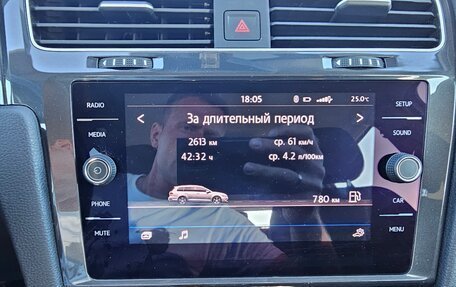 18:05 25.0°C
RADIO
MEDIA
PHONE
MUTE
SETUP
SOUND
CAR
MENU
< За длительный период >
2613 км ср. 61 км/ч
42:32 ч ср. 4.2 л/100км
780 км